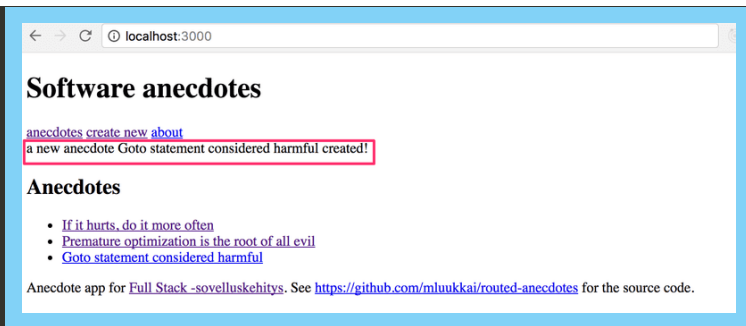 localhost:3000
Software anecdotes
anecdotes create new about
a new anecdote Goto statement considered harmful created!
Anecdotes
If it hurts, do it more often
Premature optimization is the root of all evil
Goto statement considered harmful
Anecdote app for Full Stack -sovelluskehitys. See https://github.com/mluukkai/routed-anecdotes for the source code.